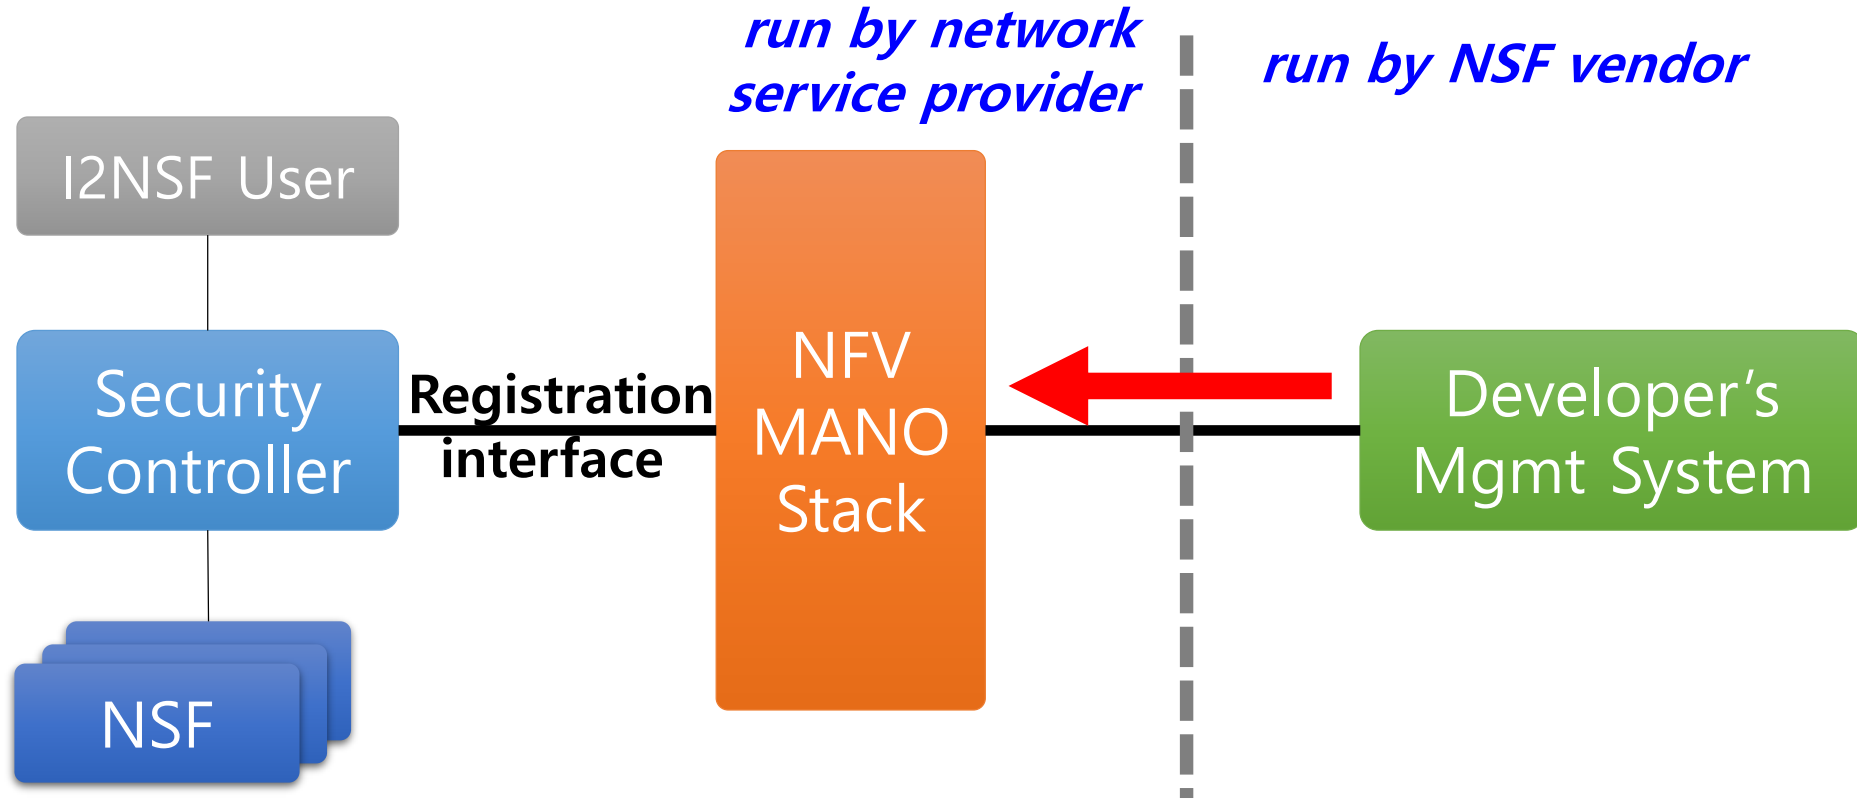 run by network
service provider
run by NSF vendor
I2NSF User
Security
Controller
Registration
interface
NFV
MANO
Stack
Developer’s
Mgmt System
NSF